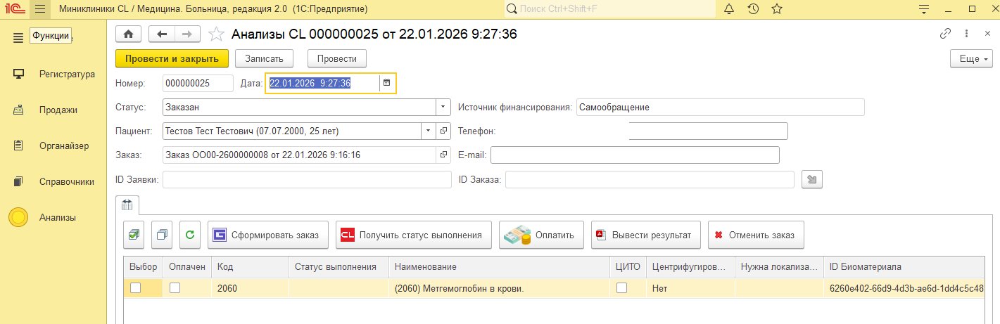 1С Миниклиники CL / Медицина. Больница, редакция 2.0 (1С:Предприятие) Поиск Ctrl+Shift+F
Функции
Регистратура
Продажи
Органайзер
Справочники
Анализы
Анализы CL 000000025 от 22.01.2026 9:27:36
Провести и закрыть Записать Провести Еще
Номер: 000000025 Дата: 22.01.2026 9:27:36
Статус: Заказан Источник финансирования: Самообращение
Пациент: Тестов Тест Тестович (07.07.2000, 25 лет) Телефон:
Заказ: Заказ ОО00-2600000008 от 22.01.2026 9:16:16 E-mail:
ID Заявки: ID Заказа:
G Сформировать заказ CL Получить статус выполнения Оплатить Вывести результат Отменить заказ
Выбор Оплачен Код Статус выполнения Наименование ЦИТО Центрифугиров... Нужна локализа... ID Биоматериала
2060 (2060) Метгемоглобин в крови. Нет 6260e402-66d9-4d3b-ae6d-1dd4c5c48